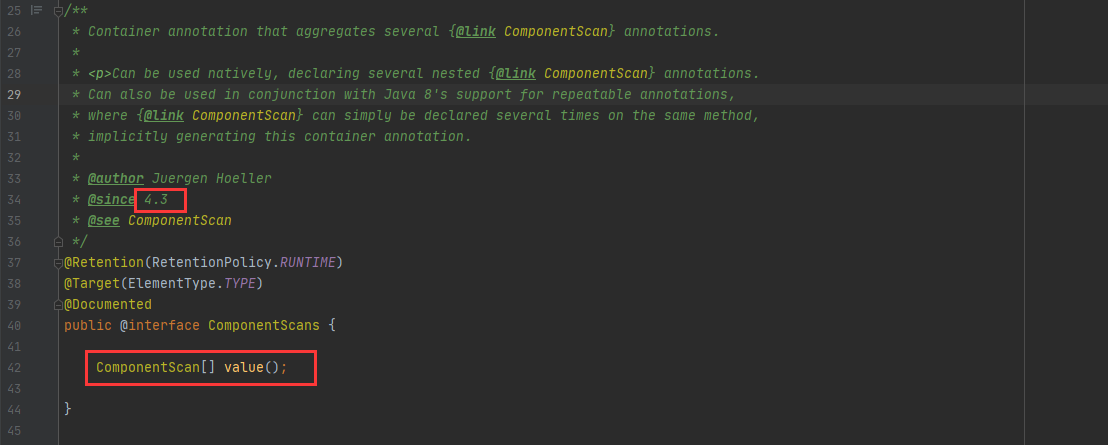 25 /**
26  * Container annotation that aggregates several {@link ComponentScan} annotations.
27  *
28  * <p>Can be used natively, declaring several nested {@link ComponentScan} annotations.
29  * Can also be used in conjunction with Java 8's support for repeatable annotations,
30  * where {@link ComponentScan} can simply be declared several times on the same method,
31  * implicitly generating this container annotation.
32  *
33  * @author Juergen Hoeller
34  * @since 4.3
35  * @see ComponentScan
36  */
37 @Retention(RetentionPolicy.RUNTIME)
38 @Target(ElementType.TYPE)
39 @Documented
40 public @interface ComponentScans {
41
42     ComponentScan[] value();
43
44 }
45